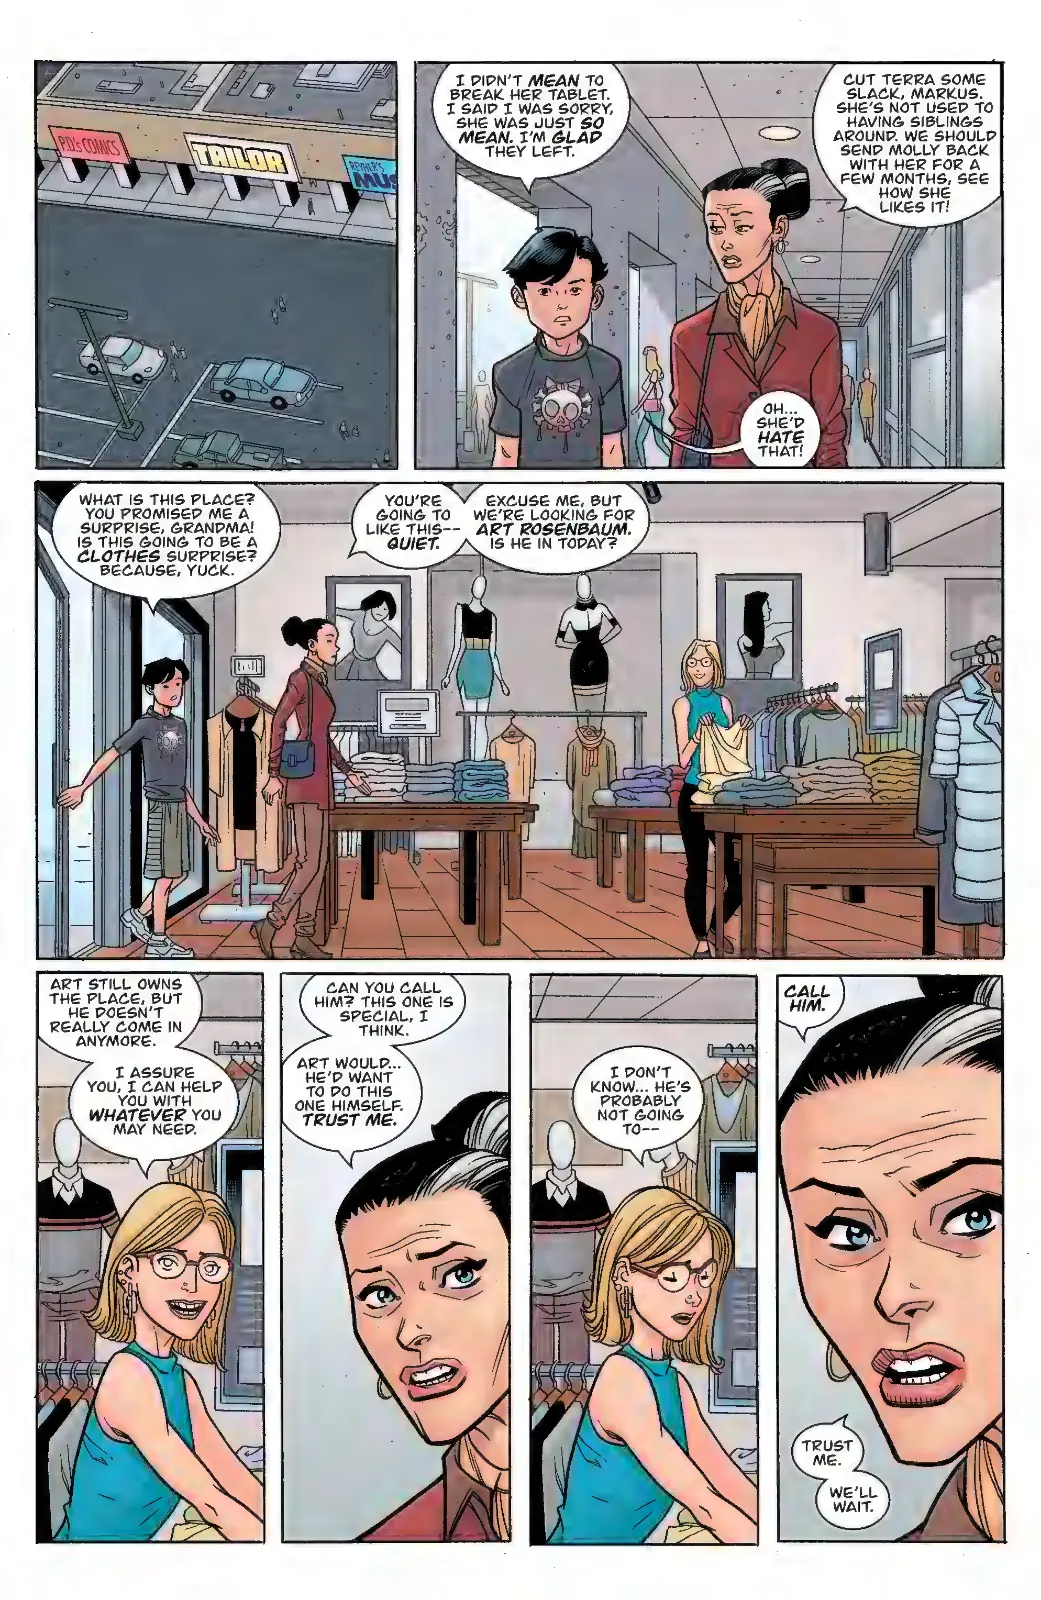 P.D.'S COMICS
TAILOR
REYHER'S
MUS
I DIDN'T MEAN TO
BREAK HER TABLET.
I SAID I WAS SORRY,
SHE WAS JUST SO
MEAN. I'M GLAD
THEY LEFT.
CUT TERRA SOME
SLACK, MARKUS.
SHE'S NOT USED TO
HAVING SIBLINGS
AROUND. WE SHOULD
SEND MOLLY BACK
WITH HER FOR A
FEW MONTHS, SEE
HOW SHE
LIKES IT!
OH...
SHE'D
HATE
THAT!
WHAT IS THIS PLACE?
YOU PROMISED ME A
SURPRISE, GRANDMA!
IS THIS GOING TO BE A
CLOTHES SURPRISE?
BECAUSE, YUCK.
YOU'RE
GOING TO
LIKE THIS--
QUIET.
EXCUSE ME, BUT
WE'RE LOOKING FOR
ART ROSENBAUM.
IS HE IN TODAY?
ART STILL OWNS
THE PLACE, BUT
HE DOESN'T
REALLY COME IN
ANYMORE.
I ASSURE
YOU, I CAN HELP
YOU WITH
WHATEVER YOU
MAY NEED.
CAN YOU CALL
HIM? THIS ONE IS
SPECIAL, I
THINK.
ART WOULD...
HE'D WANT
TO DO THIS
ONE HIMSELF.
TRUST ME.
I DON'T
KNOW... HE'S
PROBABLY
NOT GOING
TO--
CALL
HIM.
TRUST
ME.
WE'LL
WAIT.